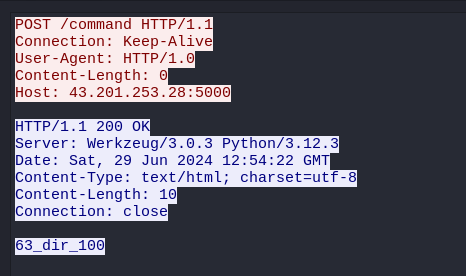 POST /command HTTP/1.1
Connection: Keep-Alive
User-Agent: HTTP/1.0
Content-Length: 0
Host: 43.201.253.28:5000

HTTP/1.1 200 OK
Server: Werkzeug/3.0.3 Python/3.12.3
Date: Sat, 29 Jun 2024 12:54:22 GMT
Content-Type: text/html; charset=utf-8
Content-Length: 10
Connection: close

63_dir_100